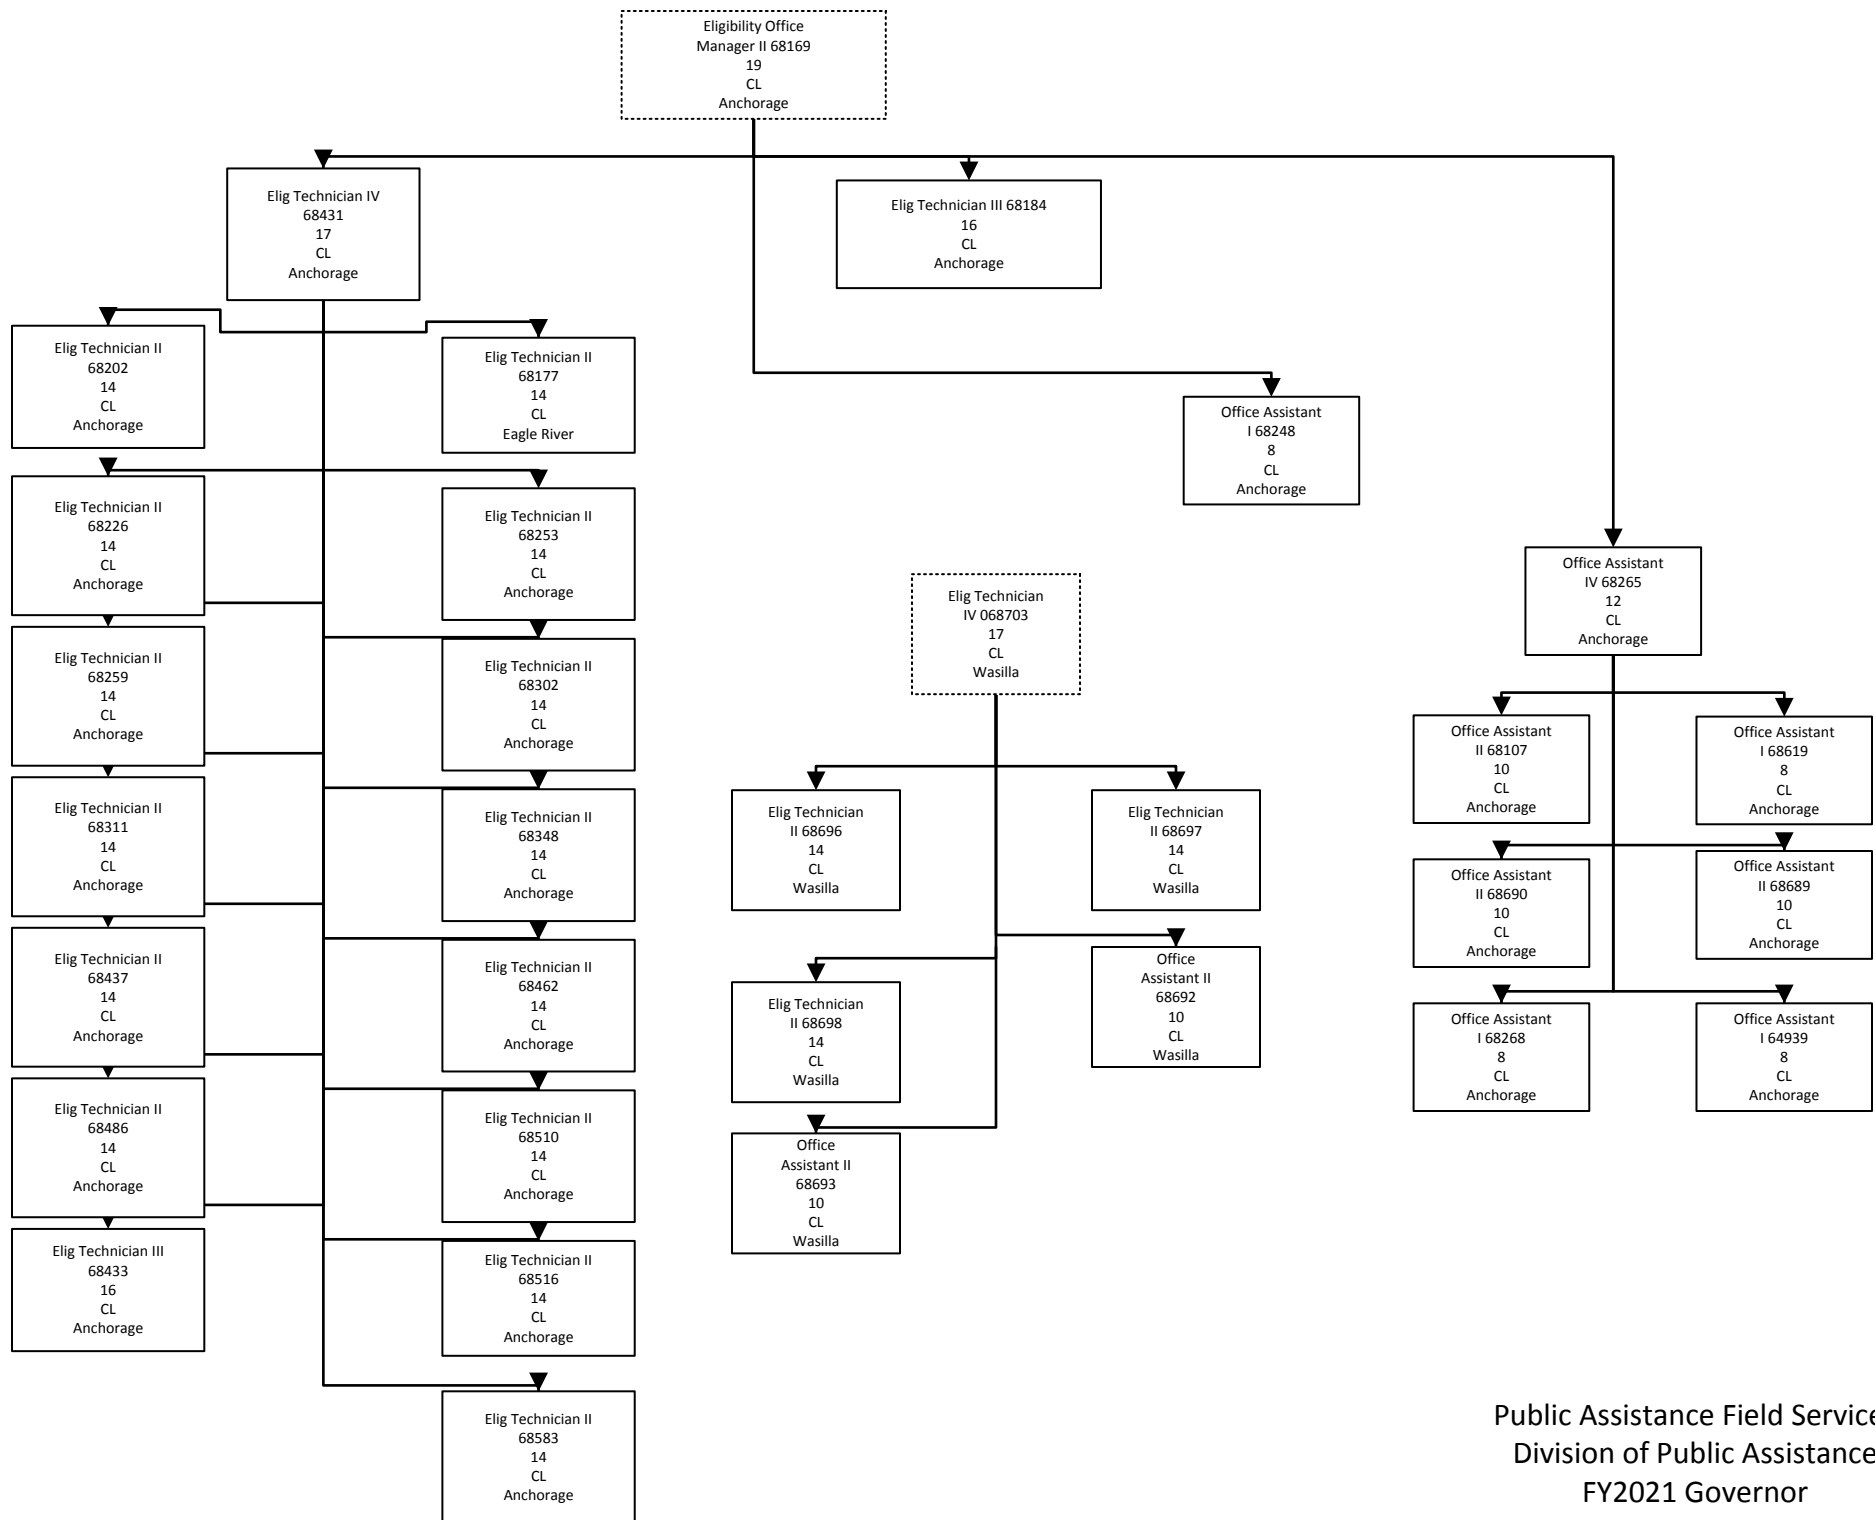 Eligibility Office
Manager II 68169
19
CL
Anchorage
Elig Technician IV
68431
17
CL
Anchorage
Elig Technician III 68184
16
CL
Anchorage
Elig Technician II
68202
14
CL
Anchorage
Elig Technician II
68177
14
CL
Eagle River
Office Assistant
I 68248
8
CL
Anchorage
Elig Technician II
68226
14
CL
Anchorage
Elig Technician II
68253
14
CL
Anchorage
Elig Technician
IV 068703
17
CL
Wasilla
Office Assistant
IV 68265
12
CL
Anchorage
Elig Technician II
68259
14
CL
Anchorage
Elig Technician II
68302
14
CL
Anchorage
Office Assistant
II 68107
10
CL
Anchorage
Office Assistant
I 68619
8
CL
Anchorage
Elig Technician II
68311
14
CL
Anchorage
Elig Technician II
68348
14
CL
Anchorage
Elig Technician
II 68696
14
CL
Wasilla
Elig Technician
II 68697
14
CL
Wasilla
Office Assistant
II 68690
10
CL
Anchorage
Office Assistant
II 68689
10
CL
Anchorage
Elig Technician II
68437
14
CL
Anchorage
Elig Technician II
68462
14
CL
Anchorage
Elig Technician
II 68698
14
CL
Wasilla
Office
Assistant II
68692
10
CL
Wasilla
Office Assistant
I 68268
8
CL
Anchorage
Office Assistant
I 64939
8
CL
Anchorage
Elig Technician II
68486
14
CL
Anchorage
Elig Technician II
68510
14
CL
Anchorage
Office
Assistant II
68693
10
CL
Wasilla
Elig Technician III
68433
16
CL
Anchorage
Elig Technician II
68516
14
CL
Anchorage
Elig Technician II
68583
14
CL
Anchorage
Public Assistance Field Service
Division of Public Assistance
FY2021 Governor